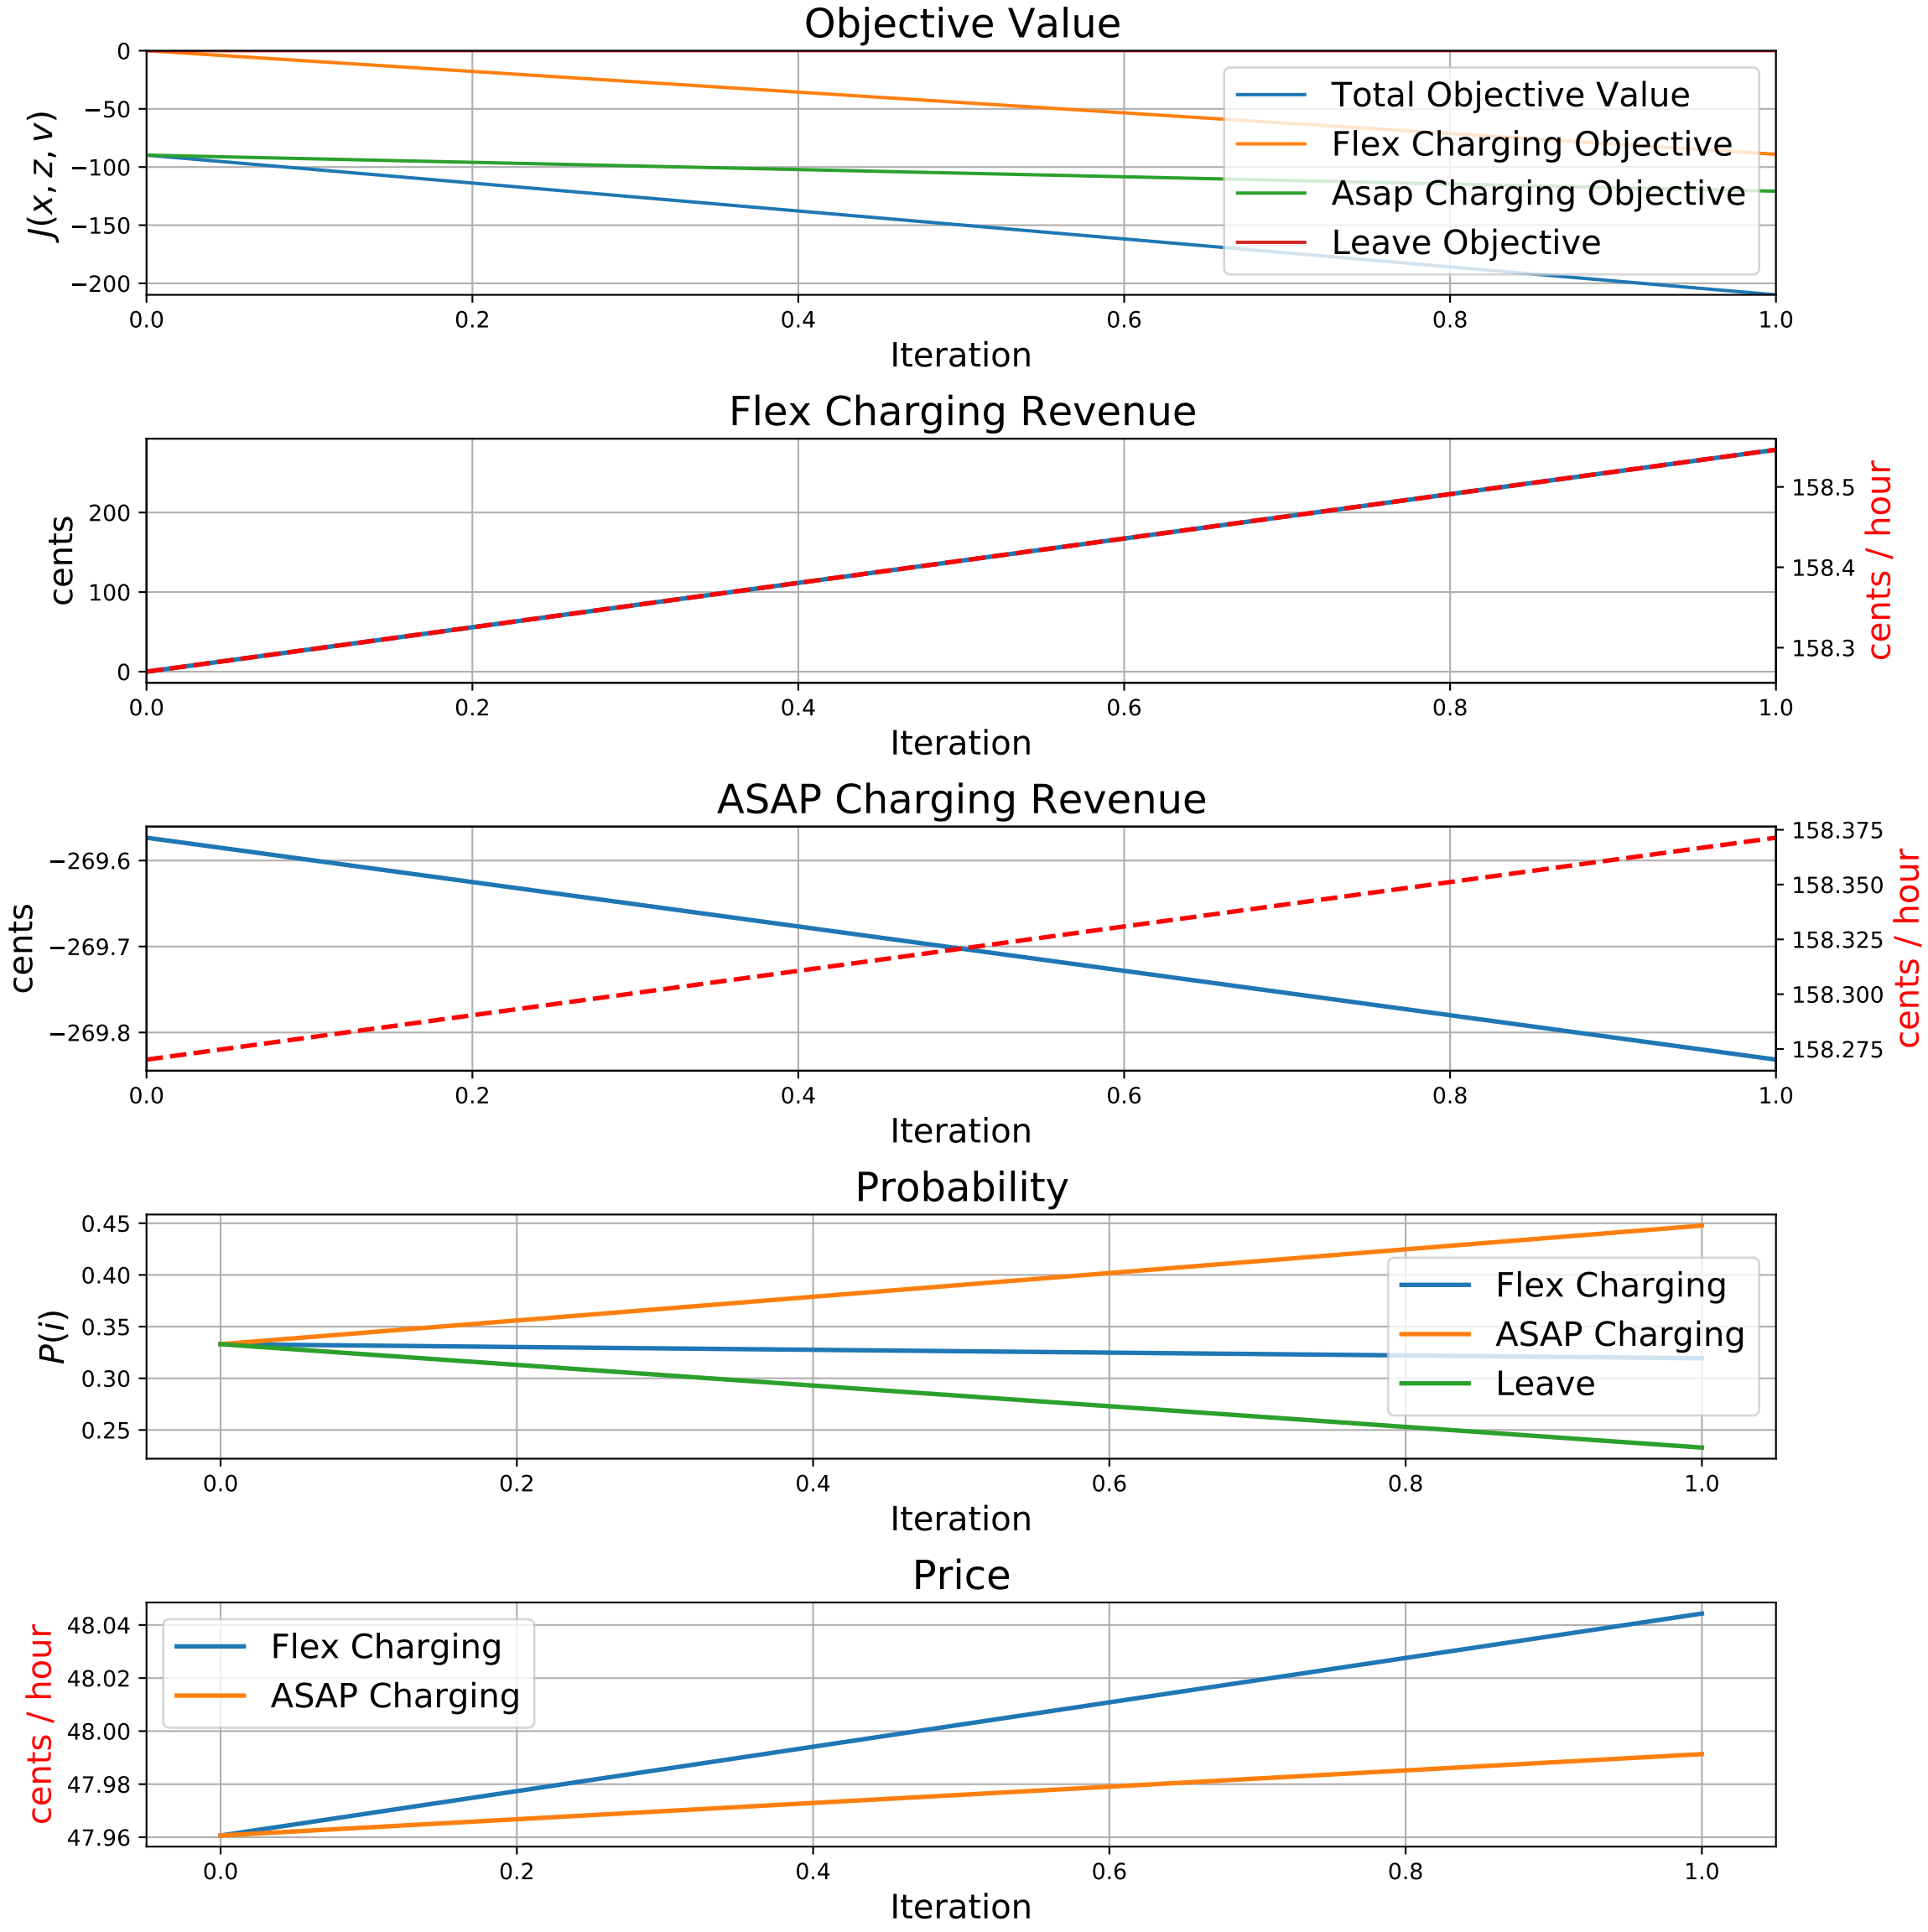 Objective Value
J(x, z, v)
0
−50
−100
−150
−200
Total Objective Value
Flex Charging Objective
Asap Charging Objective
Leave Objective
0.0 0.2 0.4 0.6 0.8 1.0
Iteration
Flex Charging Revenue
cents
200
100
0
158.5
158.4
158.3
cents / hour
0.0 0.2 0.4 0.6 0.8 1.0
Iteration
ASAP Charging Revenue
cents
−269.6
−269.7
−269.8
158.375
158.350
158.325
158.300
158.275
cents / hour
0.0 0.2 0.4 0.6 0.8 1.0
Iteration
Probability
P(i)
0.45
0.40
0.35
0.30
0.25
Flex Charging
ASAP Charging
Leave
0.0 0.2 0.4 0.6 0.8 1.0
Iteration
Price
cents / hour
48.04
48.02
48.00
47.98
47.96
Flex Charging
ASAP Charging
0.0 0.2 0.4 0.6 0.8 1.0
Iteration